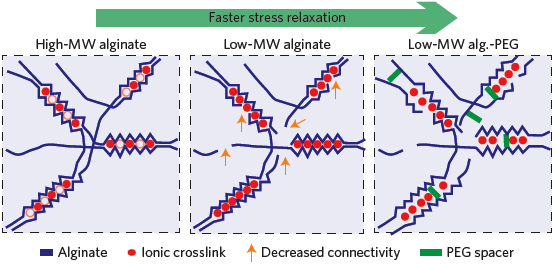 Faster stress relaxation
High-MW alginate Low-MW alginate Low-MW alg.-PEG
Alginate Ionic crosslink Decreased connectivity PEG spacer